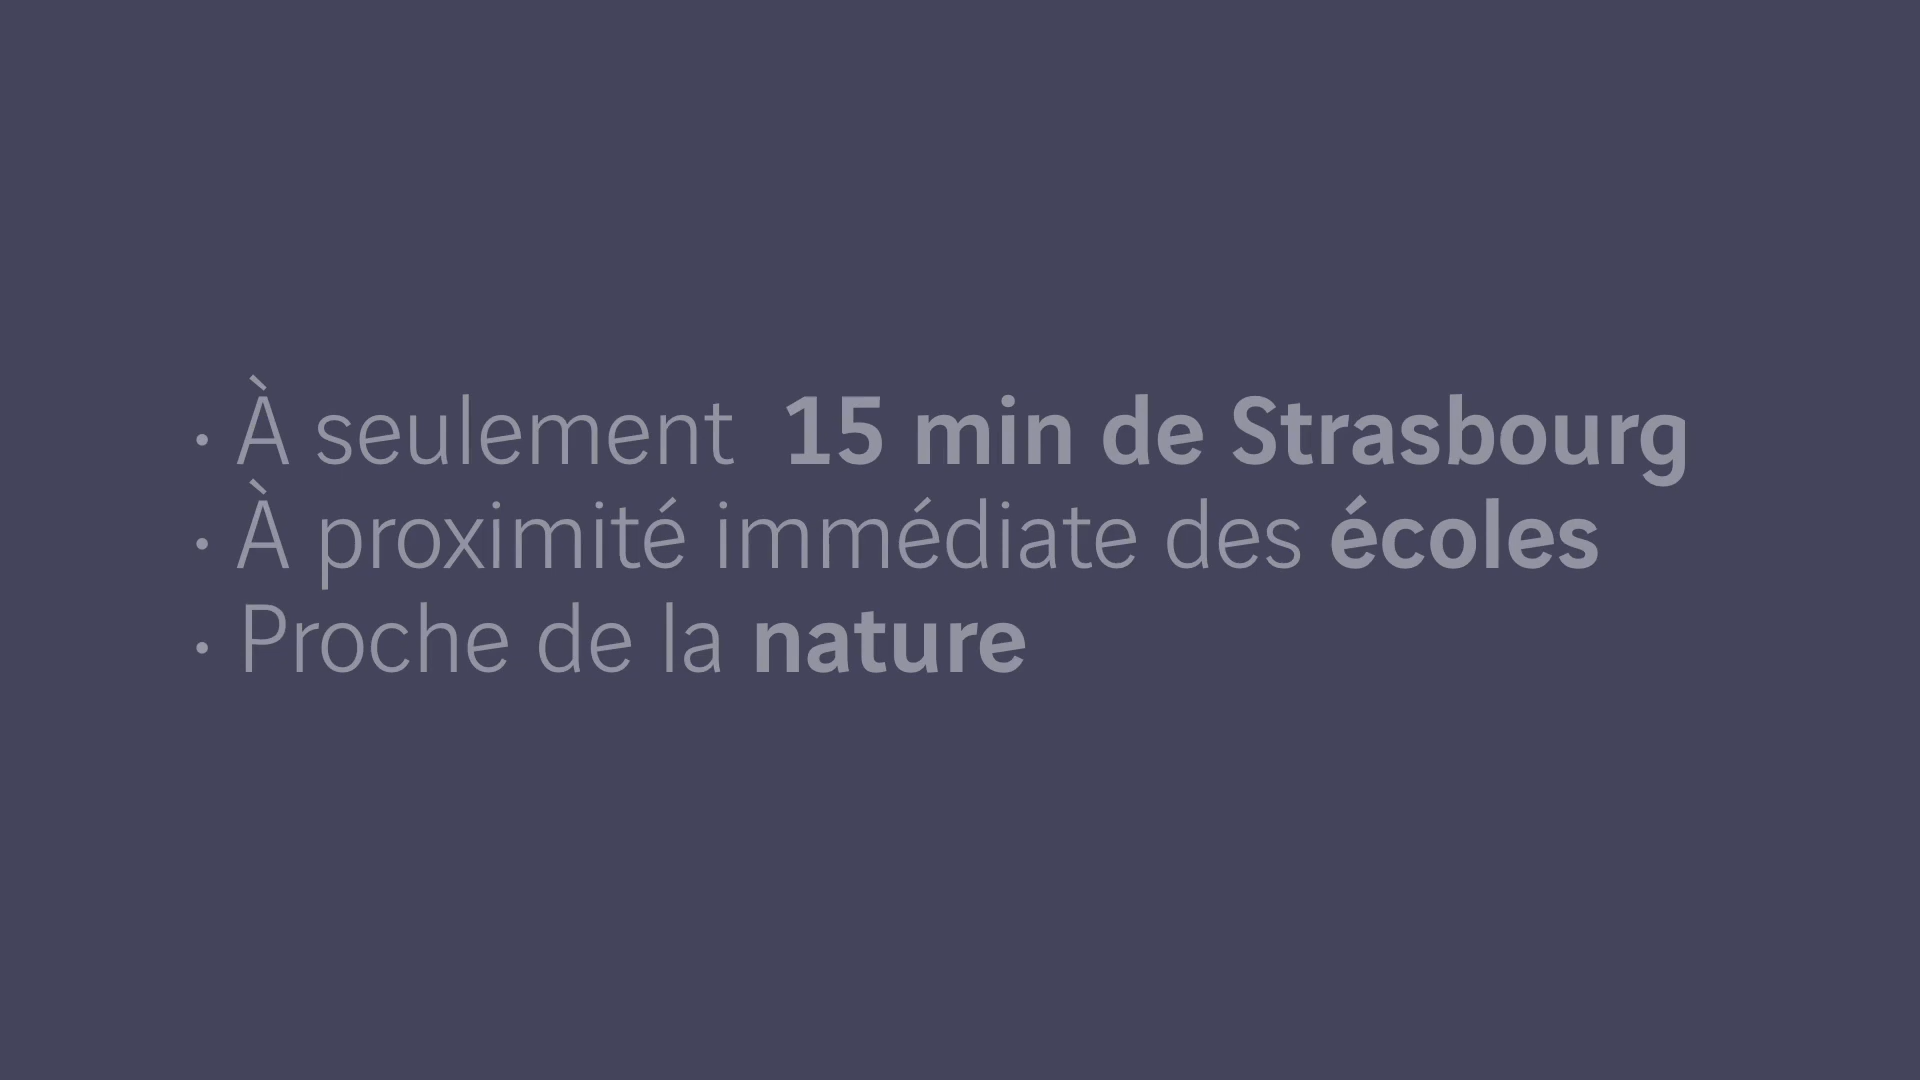 · À seulement  15 min de Strasbourg
· À proximité immédiate des écoles
· Proche de la nature